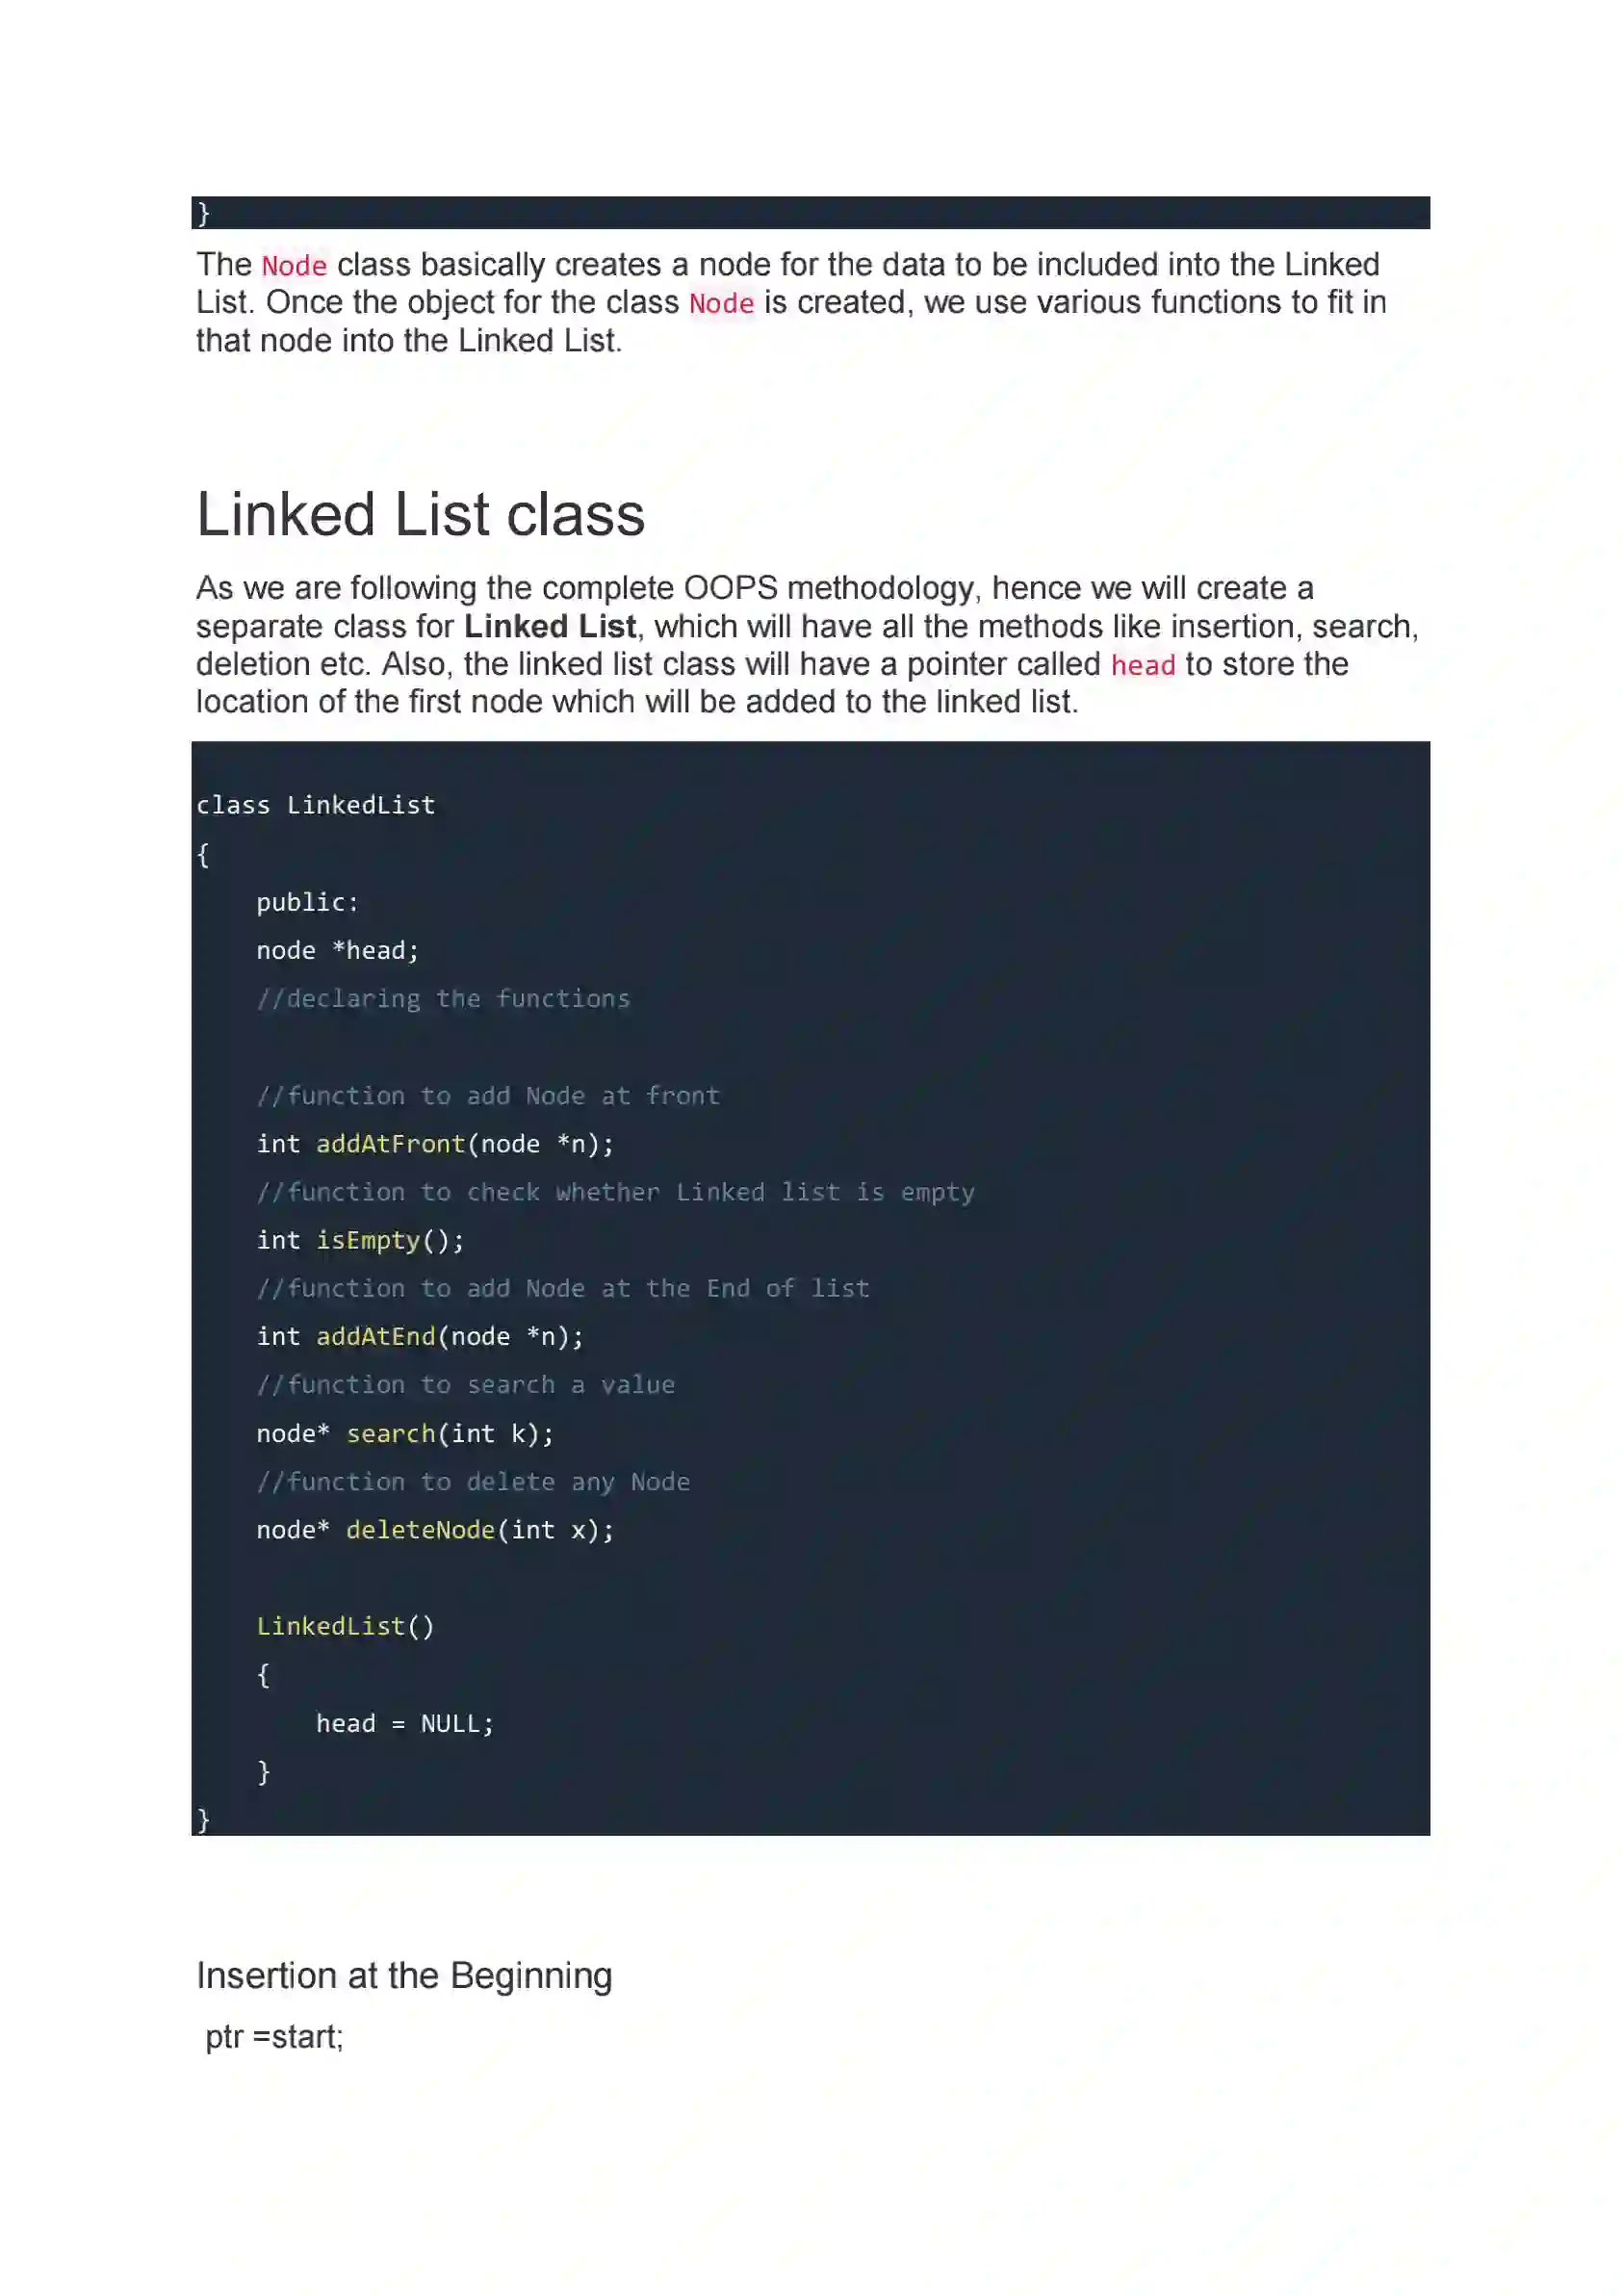 }
The Node class basically creates a node for the data to be included into the Linked
List. Once the object for the class Node is created, we use various functions to fit in
that node into the Linked List.
Linked List class
As we are following the complete OOPS methodology, hence we will create a
separate class for Linked List, which will have all the methods like insertion, search,
deletion etc. Also, the linked list class will have a pointer called head to store the
location of the first node which will be added to the linked list.
class LinkedList
{
    public:
    node *head;
    //declaring the functions
    //function to add Node at front
    int addAtFront(node *n);
    //function to check whether Linked list is empty
    int isEmpty();
    //function to add Node at the End of list
    int addAtEnd(node *n);
    //function to search a value
    node* search(int k);
    //function to delete any Node
    node* deleteNode(int x);
    LinkedList()
    {
        head = NULL;
    }
}
Insertion at the Beginning
ptr =start;